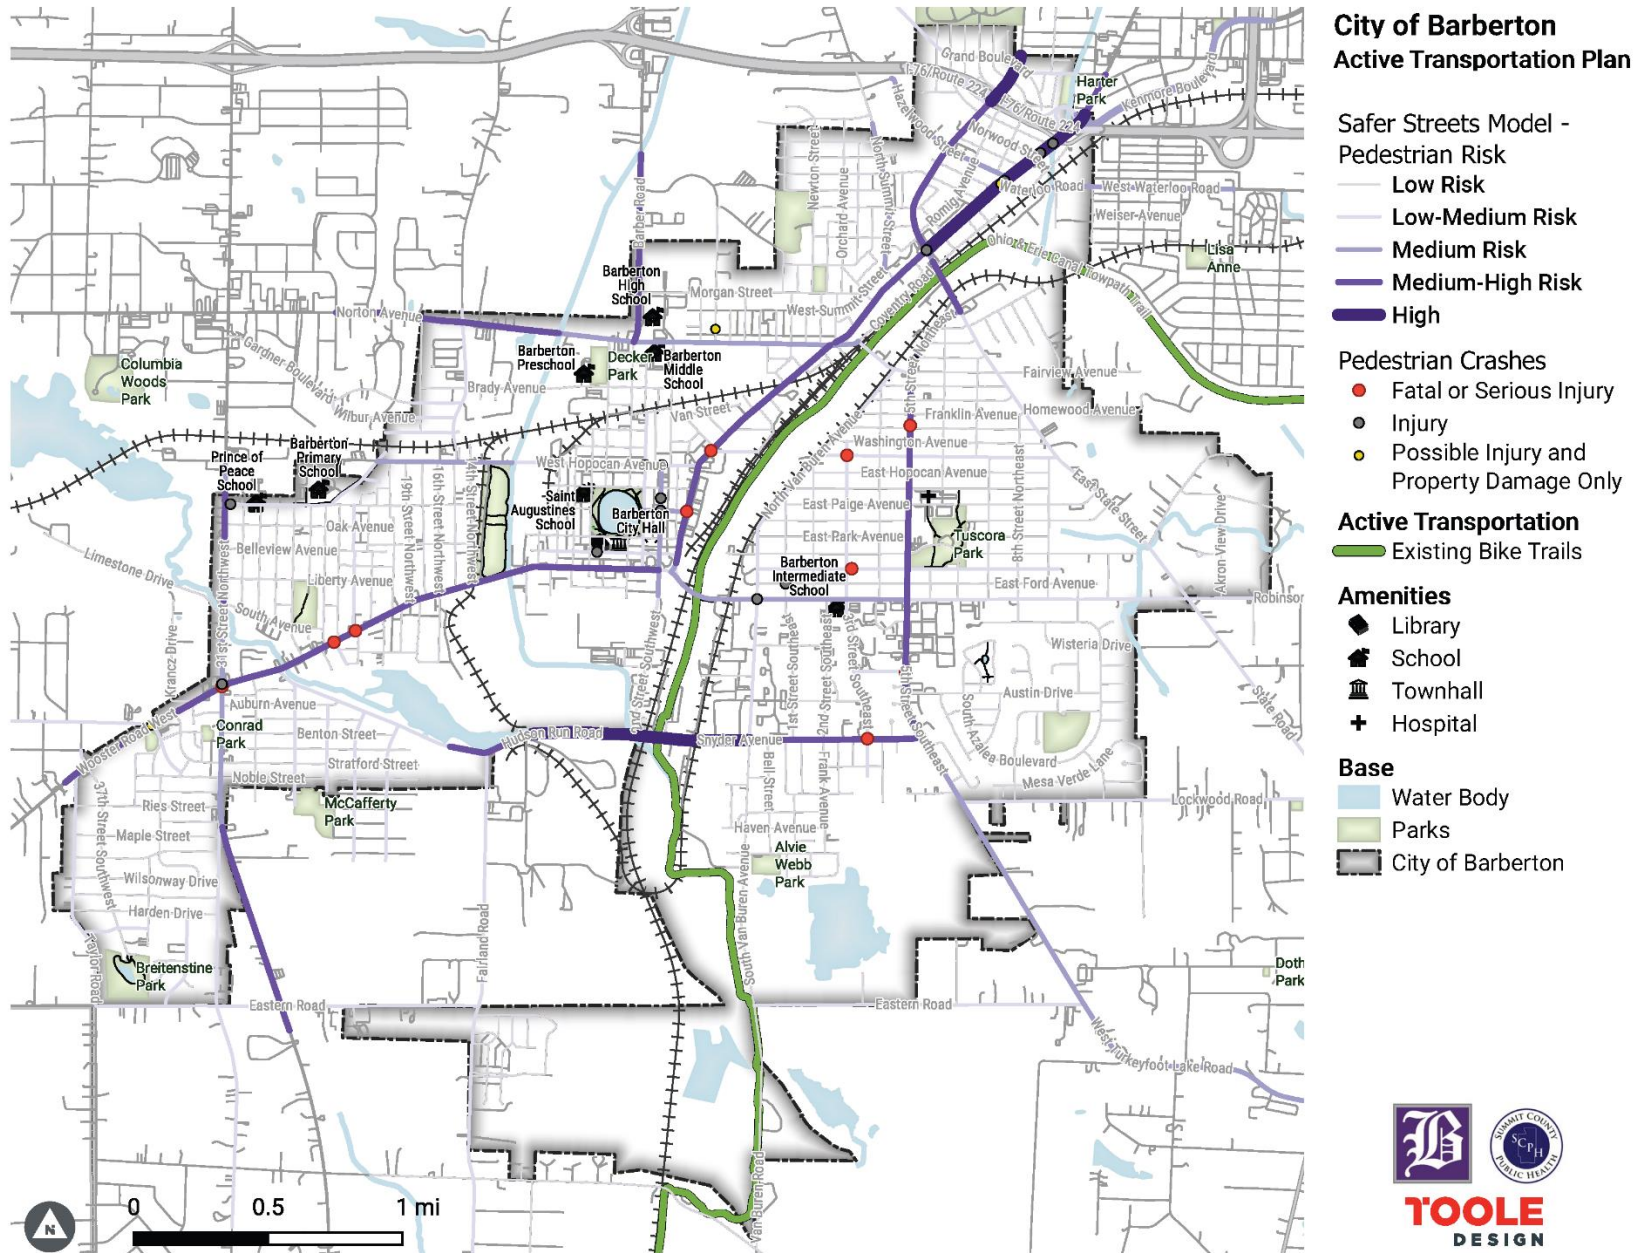 City of Barberton
Active Transportation Plan
Safer Streets Model -
Pedestrian Risk
Low Risk
Low-Medium Risk
Medium Risk
Medium-High Risk
High
Pedestrian Crashes
Fatal or Serious Injury
Injury
Possible Injury and
Property Damage Only
Active Transportation
Existing Bike Trails
Amenities
Library
School
Townhall
Hospital
Base
Water Body
Parks
City of Barberton
B
SUMMIT COUNTY
PUBLIC HEALTH
SCPH
TOOLE
DESIGN
Grand Boulevard
I-76/Route 224
I-76/Route 224
Harter
Park
Kenmore Boulevard
Hazelwood Street
Norwood Street
North Summit Street
Newton Street
Orchard Avenue
Romig Avenue
Waterloo Road
West Waterloo Road
Weiser Avenue
Lisa
Anne
Ohio & Erie Canal Towpath Trail
Barber Road
Barberton
High
School
Morgan Street
West Summit Street
Coventry Road
Norton Avenue
Gardner Boulevard
Wilbur Avenue
Columbia
Woods
Park
Barberton
Preschool
Decker
Park
Barberton
Middle
School
Brady Avenue
Van Street
5th Street Northeast
Fairview Avenue
Franklin Avenue
Homewood Avenue
Washington Avenue
North Van Buren Avenue
East Hopocan Avenue
East Paige Avenue
East Park Avenue
8th Street Northeast
East State Street
Akron View Drive
Tuscora
Park
Prince of
Peace
School
Barberton
Primary
School
West Hopocan Avenue
Saint
Augustines
School
Barberton
City Hall
19th Street Northwest
16th Street Northwest
14th Street Northwest
Oak Avenue
Belleview Avenue
Liberty Avenue
Limestone Drive
31st Street Northwest
South Avenue
Krancz Drive
Barberton
Intermediate
School
East Ford Avenue
Robinson
Wisteria Drive
Austin Drive
2nd Street Southwest
1st Street Southeast
2nd Street Southeast
3rd Street Southeast
5th Street Southeast
South Azalea Boulevard
Mesa Verde Lane
State Road
Auburn Avenue
Conrad
Park
Benton Street
Stratford Street
Wooster Road West
Noble Street
Hudson Run Road
Snyder Avenue
Bell Street
Frank Avenue
Lockwood Road
37th Street Southwest
Ries Street
Maple Street
McCafferty
Park
Haven Avenue
Alvie
Webb
Park
Wilsonway Drive
Harden Drive
Taylor Road
Breitenstine
Park
Fairland Road
South Van Buren Avenue
Doth
Park
Eastern Road
Eastern Road
West Turkeyfoot Lake Road
Van Buren Road
N
0 0.5 1 mi